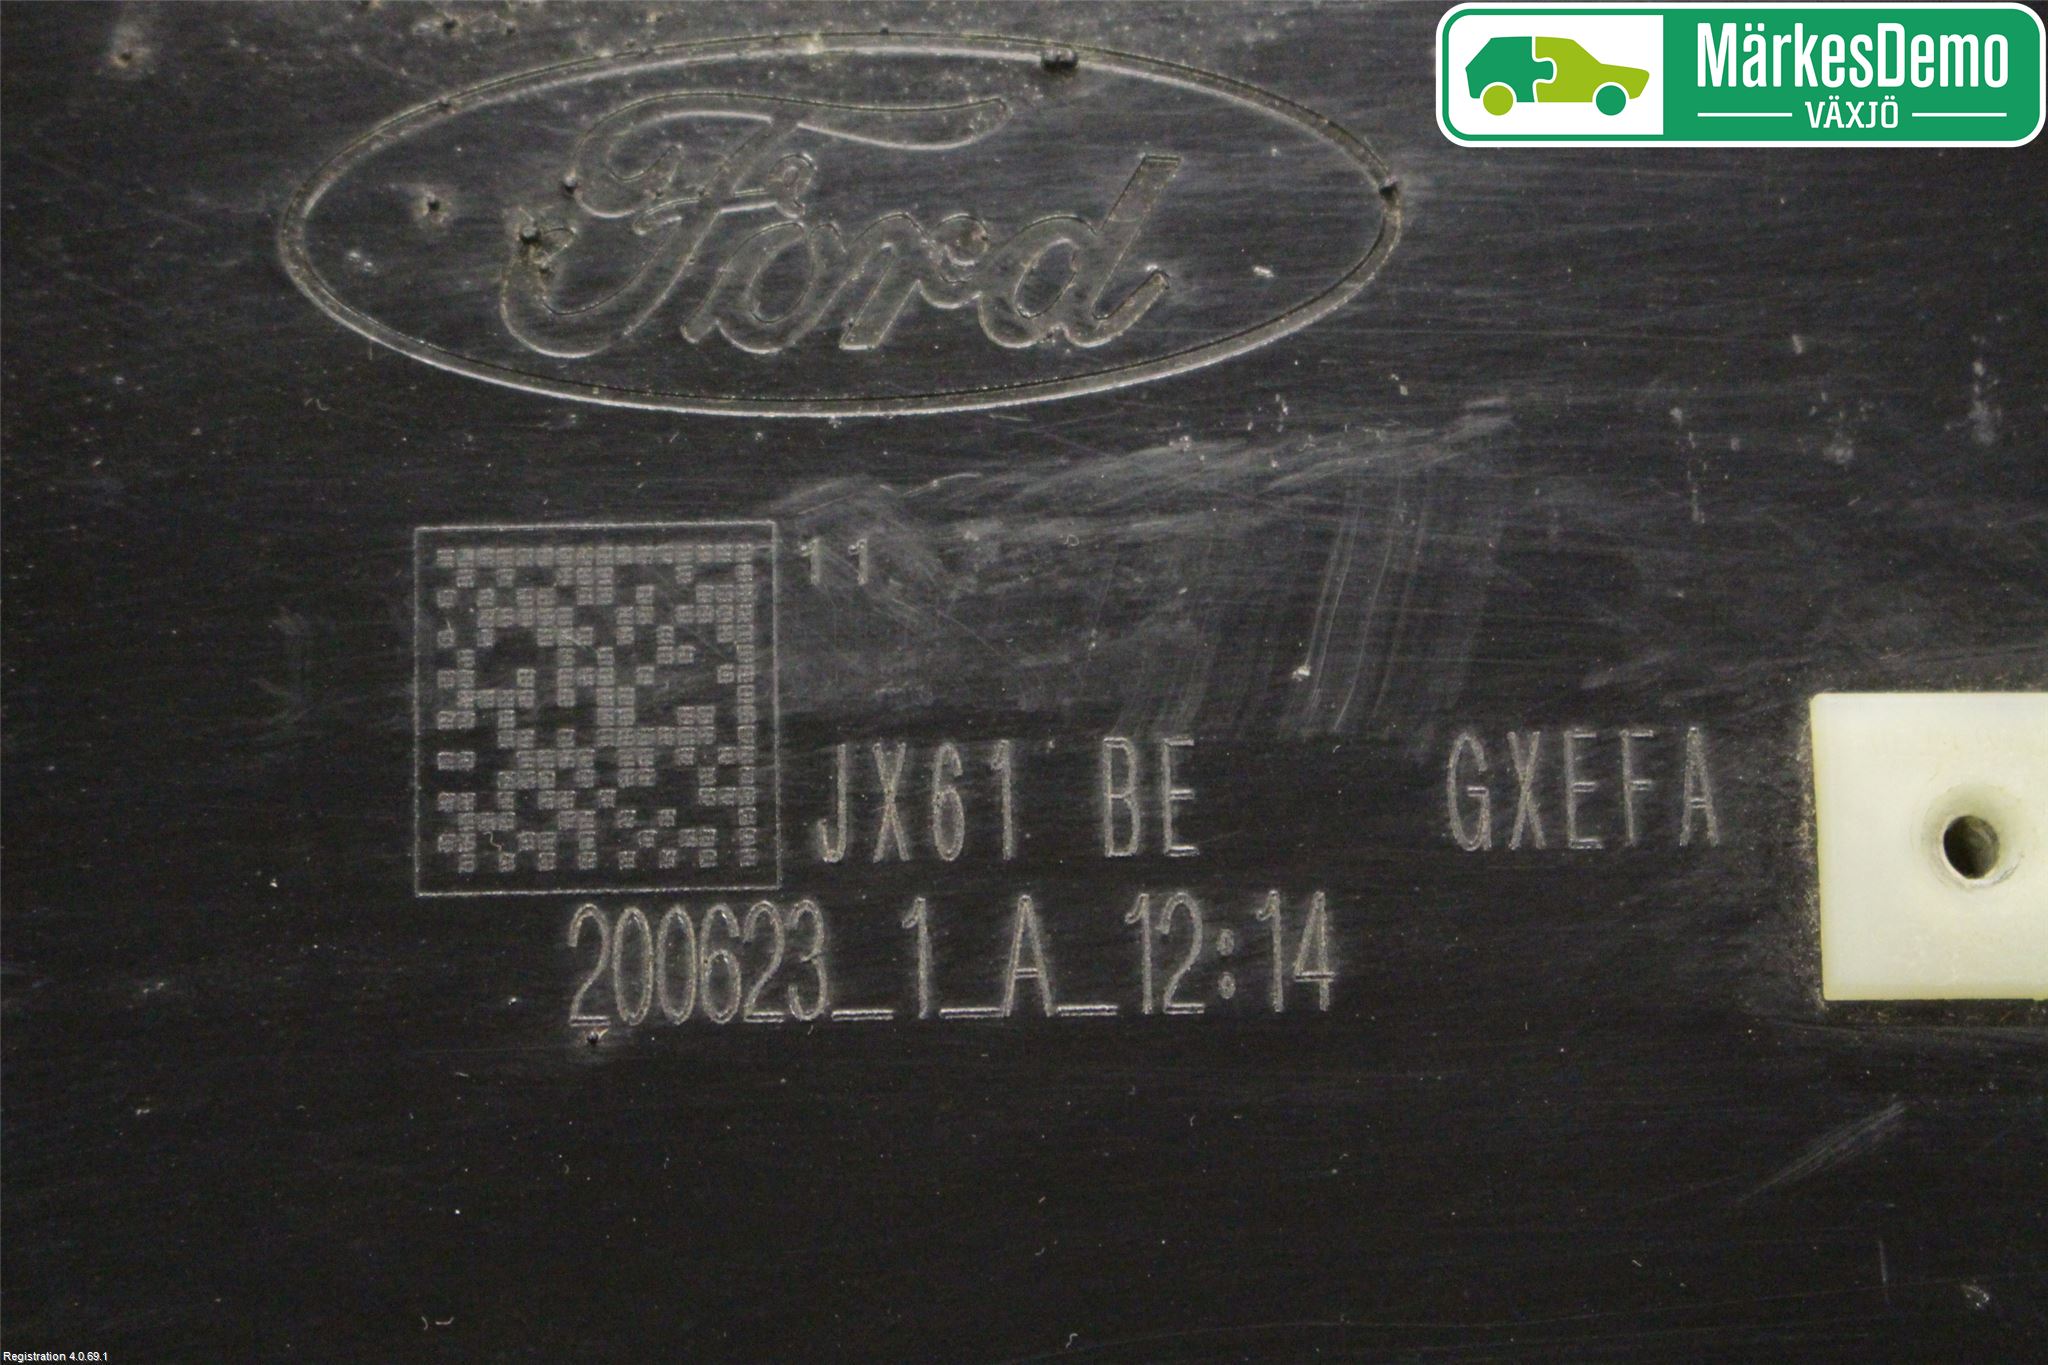 MärkesDemo
VÄXJÖ
Ford
11
JX61 BE GXEFA
200623_1_A_12:14
Registration 4.0.69.1